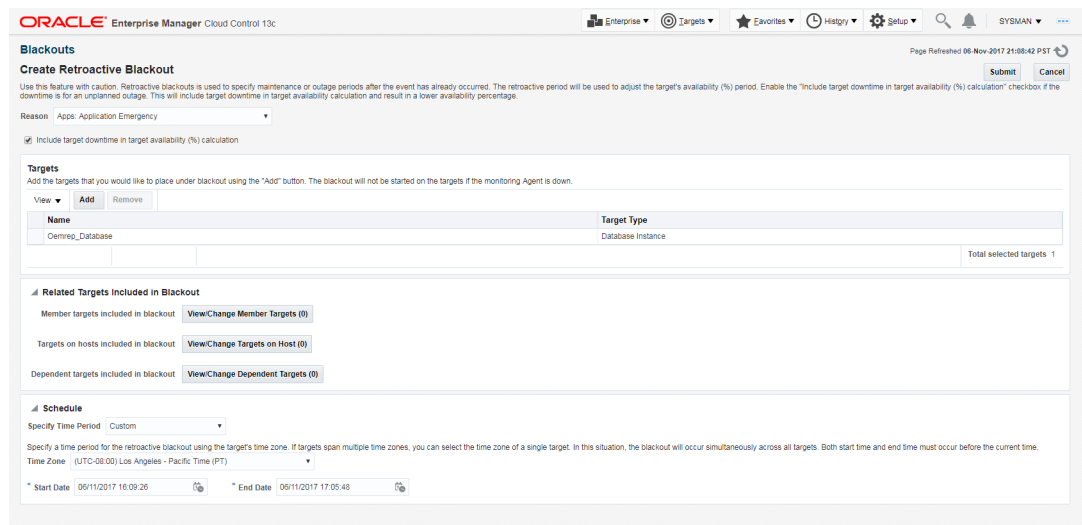 ORACLE® Enterprise Manager Cloud Control 13c
Enterprise Targets Favorites History Setup SYSMAN
Blackouts
Page Refreshed 06-Nov-2017 21:08:42 PST
Create Retroactive Blackout
Submit Cancel
Use this feature with caution. Retroactive blackouts is used to specify maintenance or outage periods after the event has already occurred. The retroactive period will be used to adjust the target's availability (%) period. Enable the "Include target downtime in target availability (%) calculation" checkbox if the
downtime is for an unplanned outage. This will include target downtime in target availability calculation and result in a lower availability percentage.
Reason Apps: Application Emergency
Include target downtime in target availability (%) calculation
Targets
Add the targets that you would like to place under blackout using the "Add" button. The blackout will not be started on the targets if the monitoring Agent is down.
View Add Remove
Name Target Type
Oemrep_Database Database Instance
Total selected targets 1
Related Targets Included in Blackout
Member targets included in blackout View/Change Member Targets (0)
Targets on hosts included in blackout View/Change Targets on Host (0)
Dependent targets included in blackout View/Change Dependent Targets (0)
Schedule
Specify Time Period Custom
Specify a time period for the retroactive blackout using the target's time zone. If targets span multiple time zones, you can select the time zone of a single target. In this situation, the blackout will occur simultaneously across all targets. Both start time and end time must occur before the current time.
Time Zone (UTC-08:00) Los Angeles - Pacific Time (PT)
* Start Date 06/11/2017 16:09:26 * End Date 06/11/2017 17:05:48